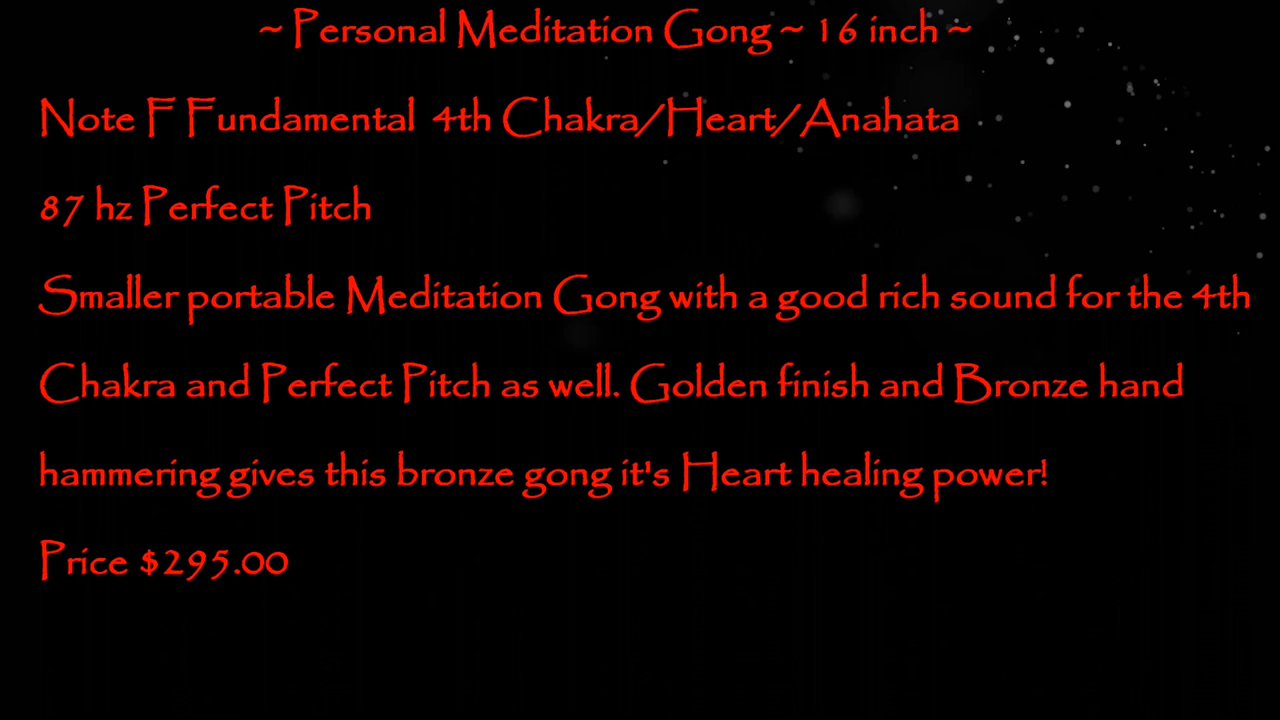 ~ Personal Meditation Gong ~ 16 inch ~
Note F Fundamental 4th Chakra/Heart/Anahata
87 hz Perfect Pitch
Smaller portable Meditation Gong with a good rich sound for the 4th
Chakra and Perfect Pitch as well. Golden finish and Bronze hand
hammering gives this bronze gong it's Heart healing power!
Price $295.00